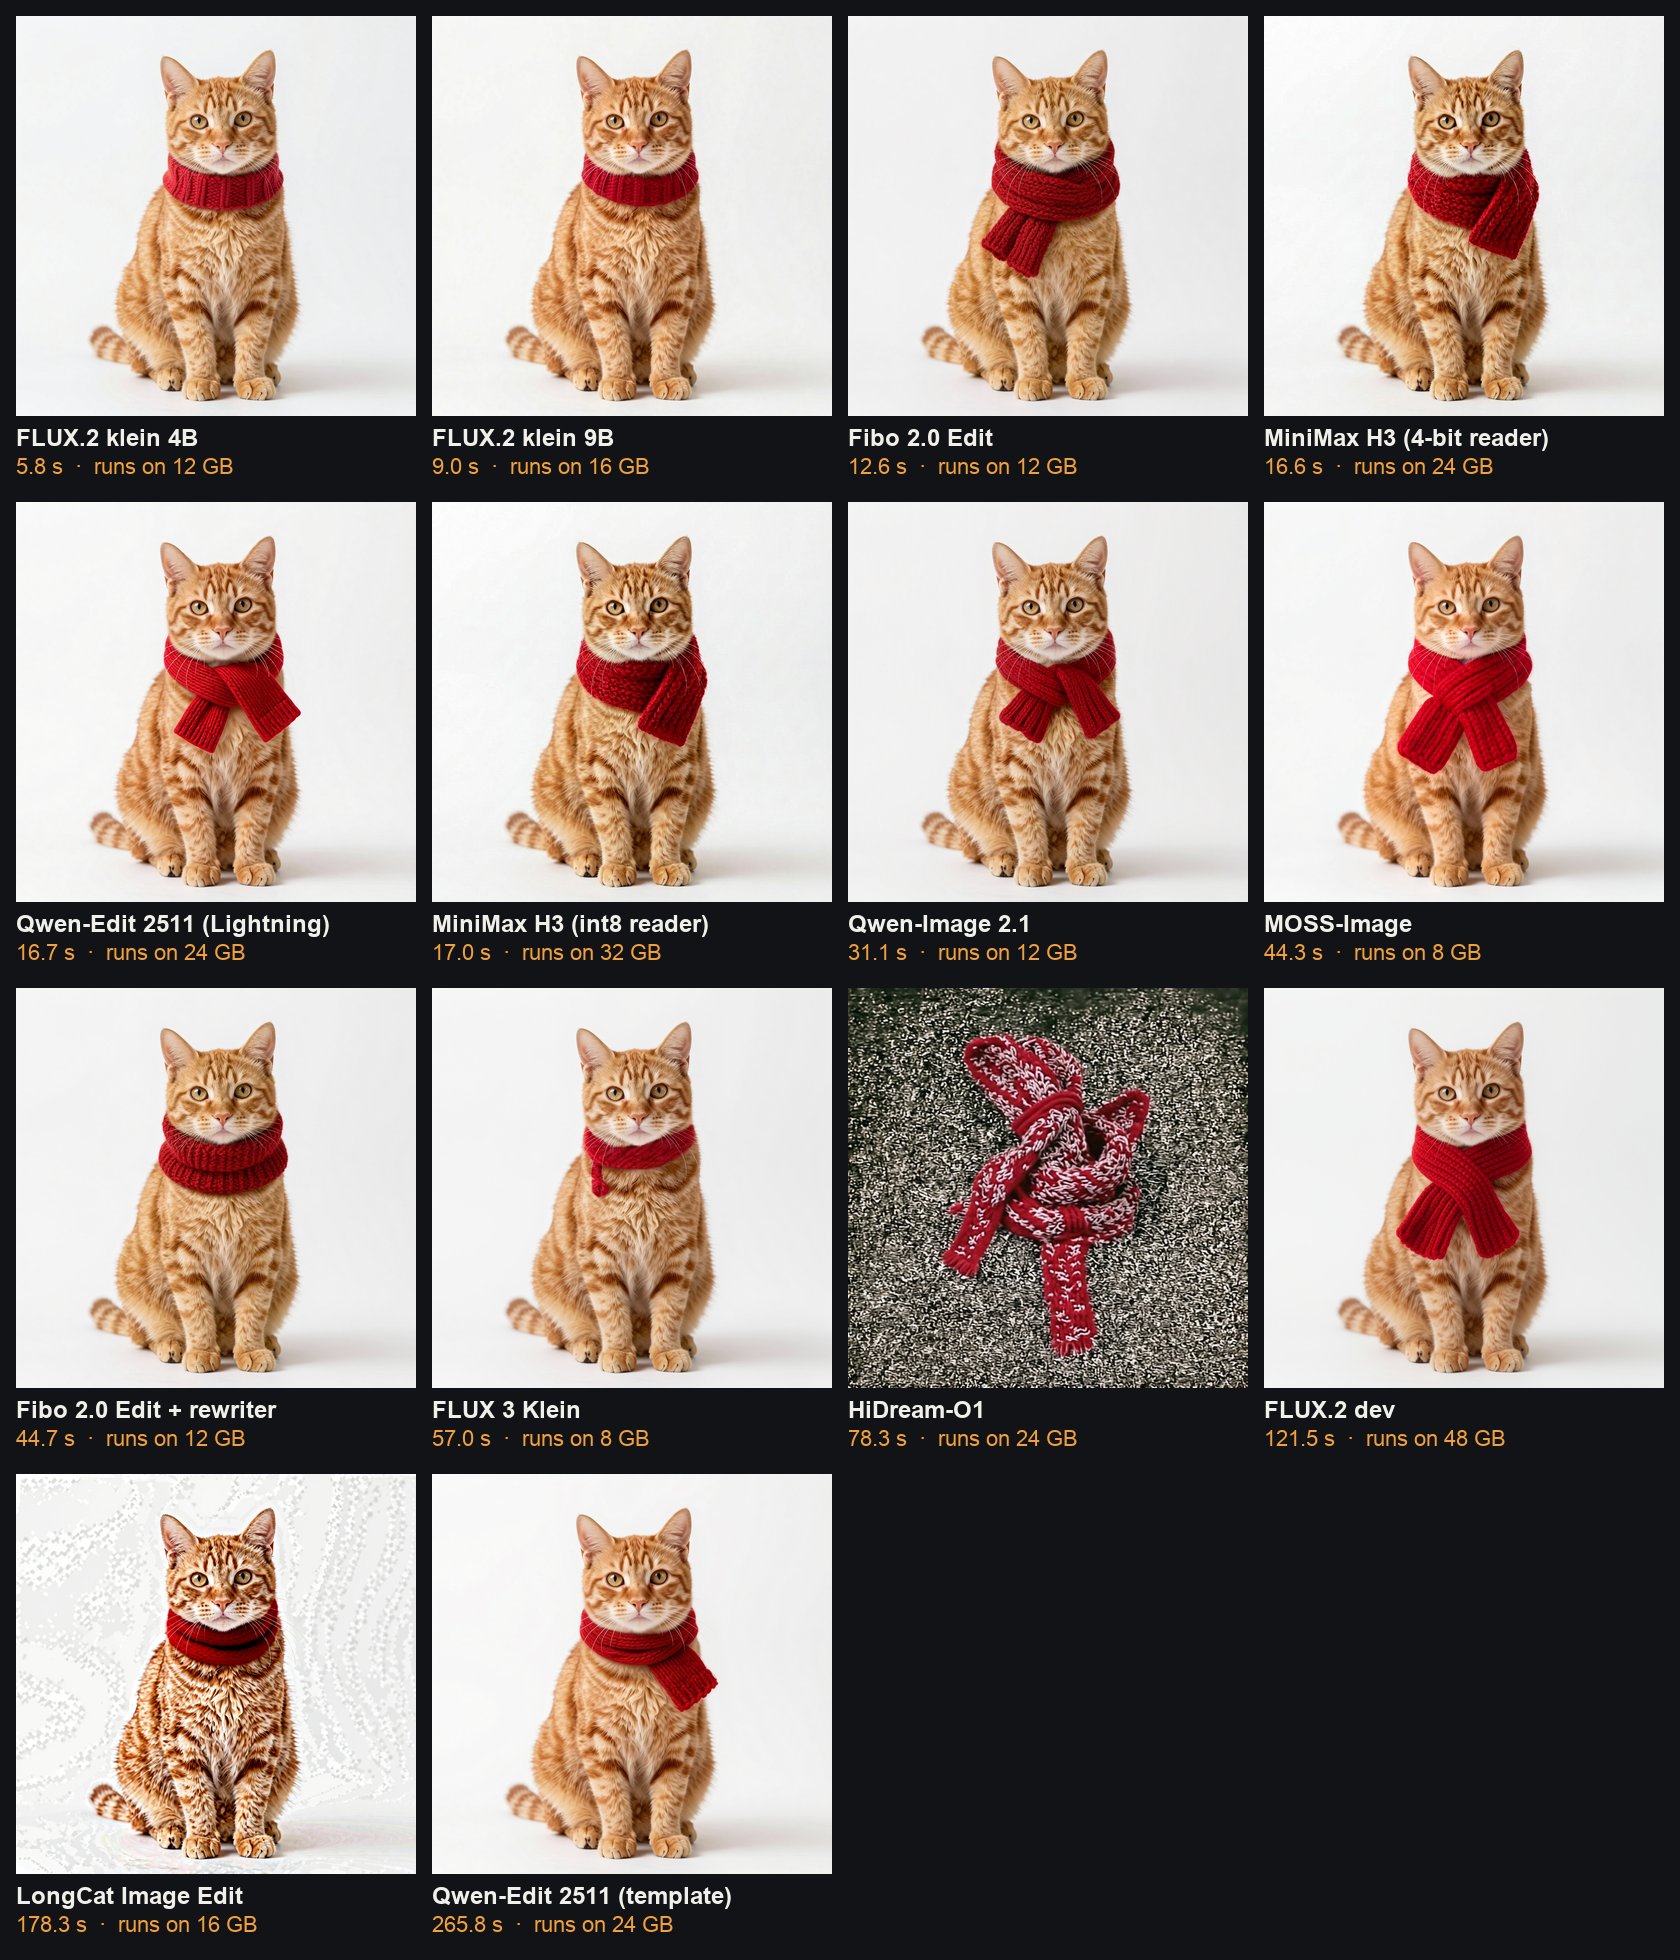 FLUX.2 klein 4B
5.8 s · runs on 12 GB
FLUX.2 klein 9B
9.0 s · runs on 16 GB
Fibo 2.0 Edit
12.6 s · runs on 12 GB
MiniMax H3 (4-bit reader)
16.6 s · runs on 24 GB
Qwen-Edit 2511 (Lightning)
16.7 s · runs on 24 GB
MiniMax H3 (int8 reader)
17.0 s · runs on 32 GB
Qwen-Image 2.1
31.1 s · runs on 12 GB
MOSS-Image
44.3 s · runs on 8 GB
Fibo 2.0 Edit + rewriter
44.7 s · runs on 12 GB
FLUX 3 Klein
57.0 s · runs on 8 GB
HiDream-O1
78.3 s · runs on 24 GB
FLUX.2 dev
121.5 s · runs on 48 GB
LongCat Image Edit
178.3 s · runs on 16 GB
Qwen-Edit 2511 (template)
265.8 s · runs on 24 GB